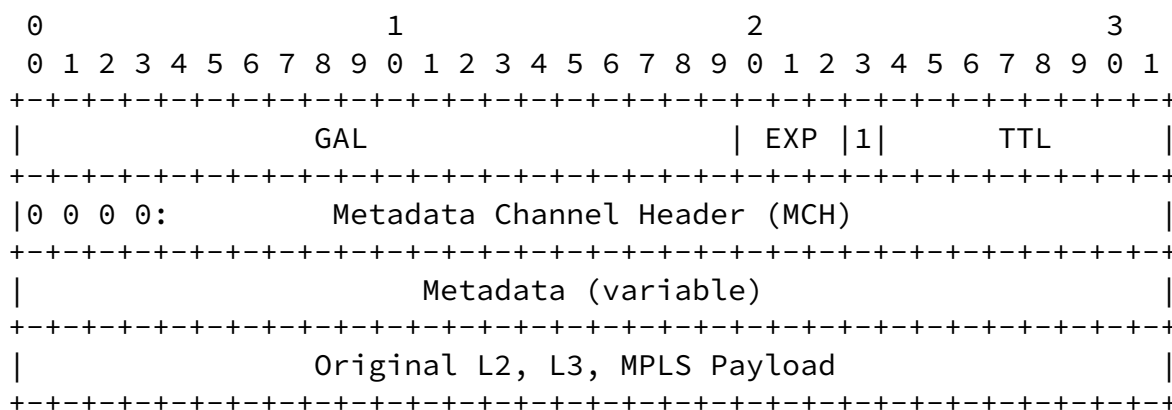 0                   1                   2                   3
 0 1 2 3 4 5 6 7 8 9 0 1 2 3 4 5 6 7 8 9 0 1 2 3 4 5 6 7 8 9 0 1
+-+-+-+-+-+-+-+-+-+-+-+-+-+-+-+-+-+-+-+-+-+-+-+-+-+-+-+-+-+-+-+-+
|                GAL                    | EXP |1|      TTL      |
+-+-+-+-+-+-+-+-+-+-+-+-+-+-+-+-+-+-+-+-+-+-+-+-+-+-+-+-+-+-+-+-+
|0 0 0 0:         Metadata Channel Header (MCH)                 |
+-+-+-+-+-+-+-+-+-+-+-+-+-+-+-+-+-+-+-+-+-+-+-+-+-+-+-+-+-+-+-+-+
|                      Metadata (variable)                      |
+-+-+-+-+-+-+-+-+-+-+-+-+-+-+-+-+-+-+-+-+-+-+-+-+-+-+-+-+-+-+-+-+
|                Original L2, L3, MPLS Payload                  |
+-+-+-+-+-+-+-+-+-+-+-+-+-+-+-+-+-+-+-+-+-+-+-+-+-+-+-+-+-+-+-+-+